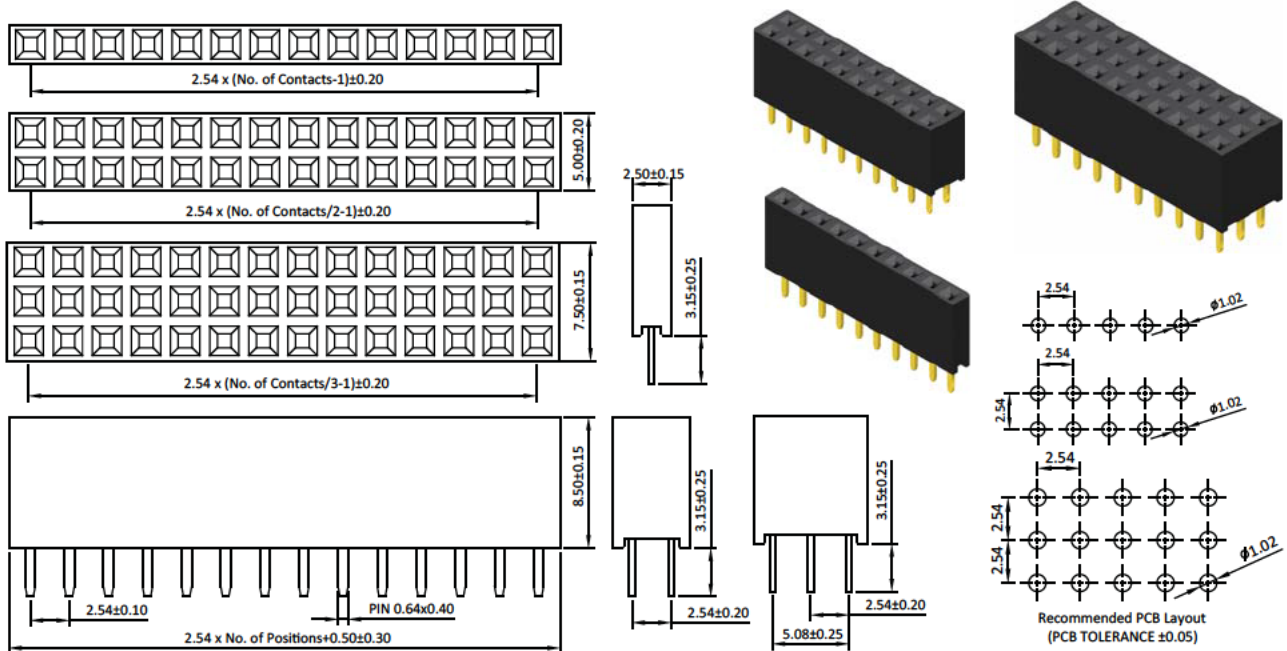 2.54 x (No. of Contacts-1)±0.20
5.00±0.20
2.54 x (No. of Contacts/2-1)±0.20
7.50±0.15
2.54 x (No. of Contacts/3-1)±0.20
2.50±0.15
3.15±0.25
8.50±0.15
2.54±0.10
PIN 0.64x0.40
2.54 x No. of Positions+0.50±0.30
3.15±0.25
2.54±0.20
3.15±0.25
2.54±0.20
5.08±0.25
2.54
ϕ1.02
2.54
2.54
ϕ1.02
2.54
2.54
2.54
ϕ1.02
Recommended PCB Layout
(PCB TOLERANCE ±0.05)